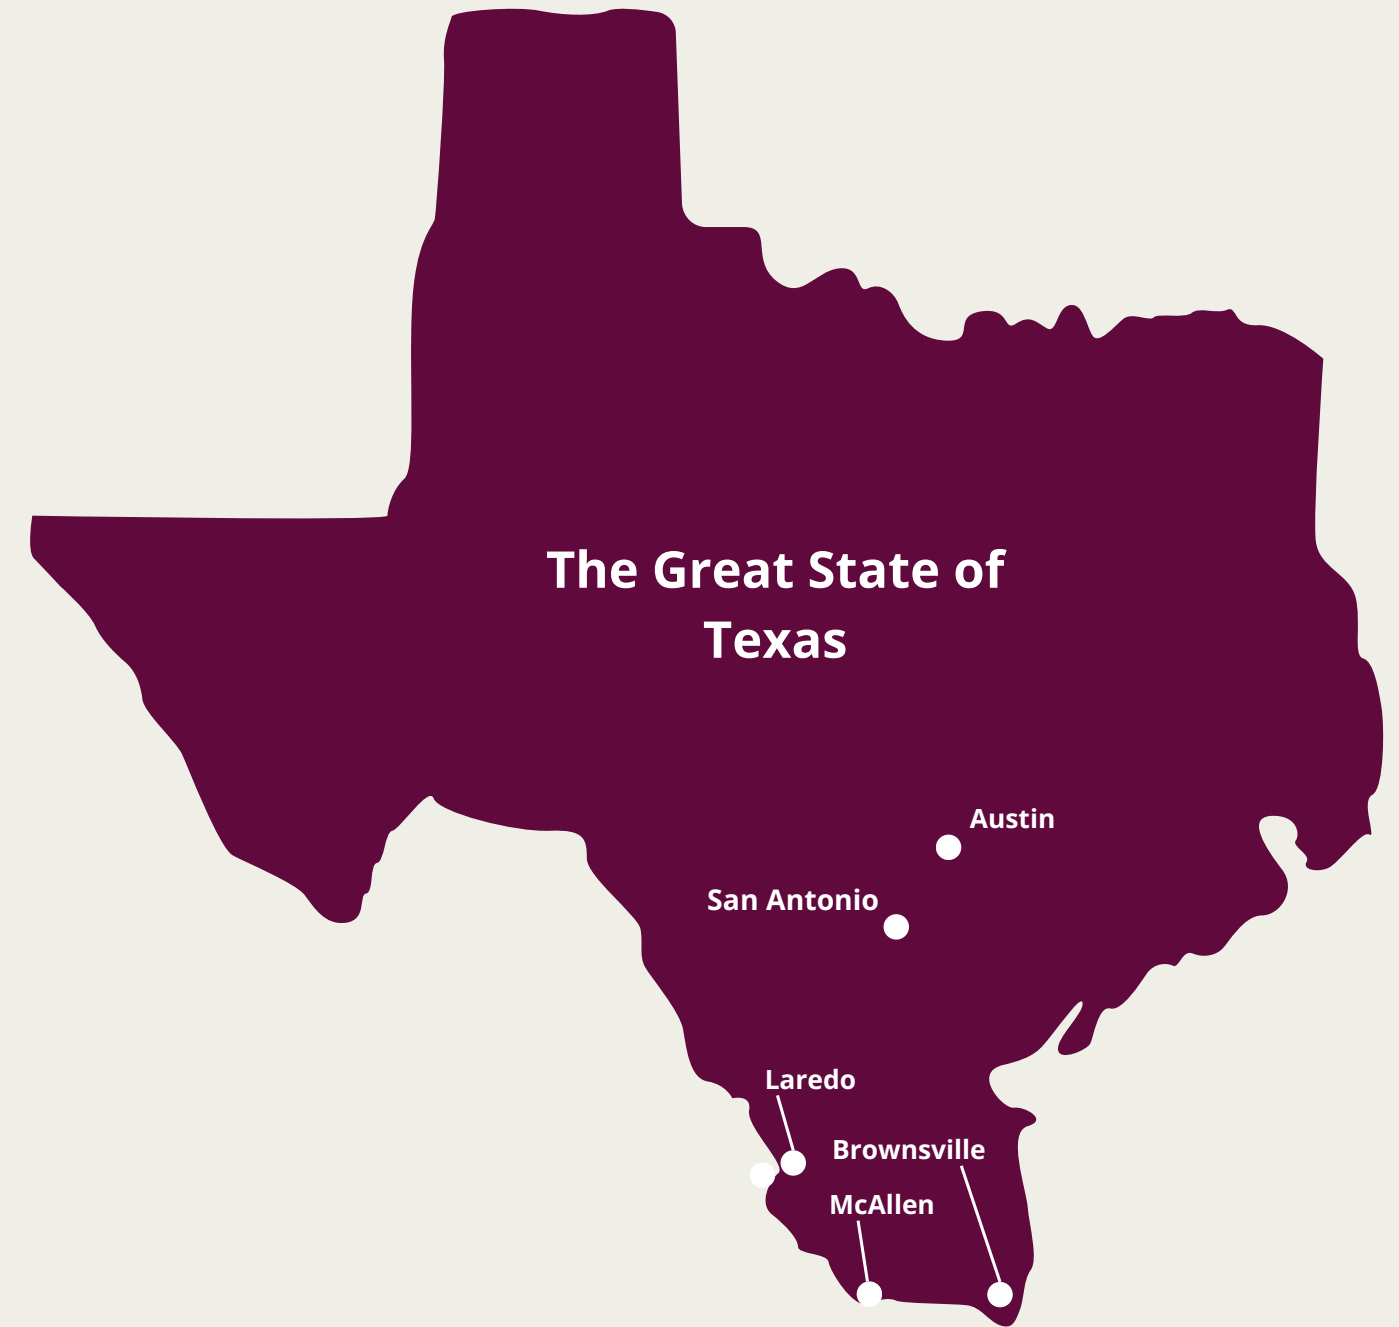 The Great State of
Texas
Austin
San Antonio
Laredo
Brownsville
McAllen